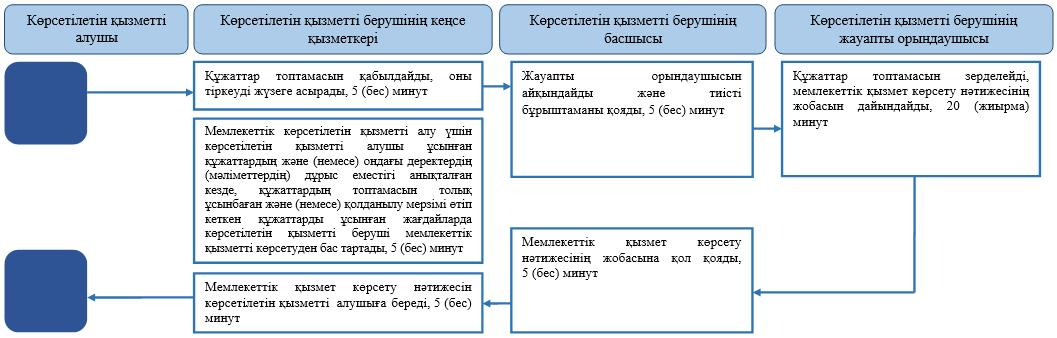 Көрсетілетін қызметті
алушы
Көрсетілетін қызметті берушінің кеңсе
қызметкері
Көрсетілетін қызметті берушінің
басшысы
Көрсетілетін қызметті берушінің
жауапты орындаушысы
Құжаттар топтамасын қабылдайды, оны
тіркеуді жүзеге асырады, 5 (бес) минут
Жауапты орындаушысын
айқындайды және тиісті
бұрыштаманы қояды, 5 (бес) минут
Құжаттар топтамасын зерделейді,
мемлекеттік қызмет көрсету нәтижесінің
жобасын дайындайды, 20 (жиырма)
минут
Мемлекеттік көрсетілетін қызметті алу үшін
көрсетілетін қызметті алушы ұсынған
құжаттардың және (немесе) ондағы деректердің
(мәліметтердің) дұрыс еместігі анықталған
кезде, құжаттардың топтамасын толық
ұсынбаған және (немесе) қолданылу мерзімі өтіп
кеткен құжаттарды ұсынған жағдайларда
көрсетілетін қызметті беруші мемлекеттік
қызметті көрсетуден бас тартады, 5 (бес) минут
Мемлекеттік қызмет көрсету
нәтижесінің жобасына қол қояды,
5 (бес) минут
Мемлекеттік қызмет көрсету нәтижесін
көрсетілетін қызметті алушыға береді, 5 (бес)
минут